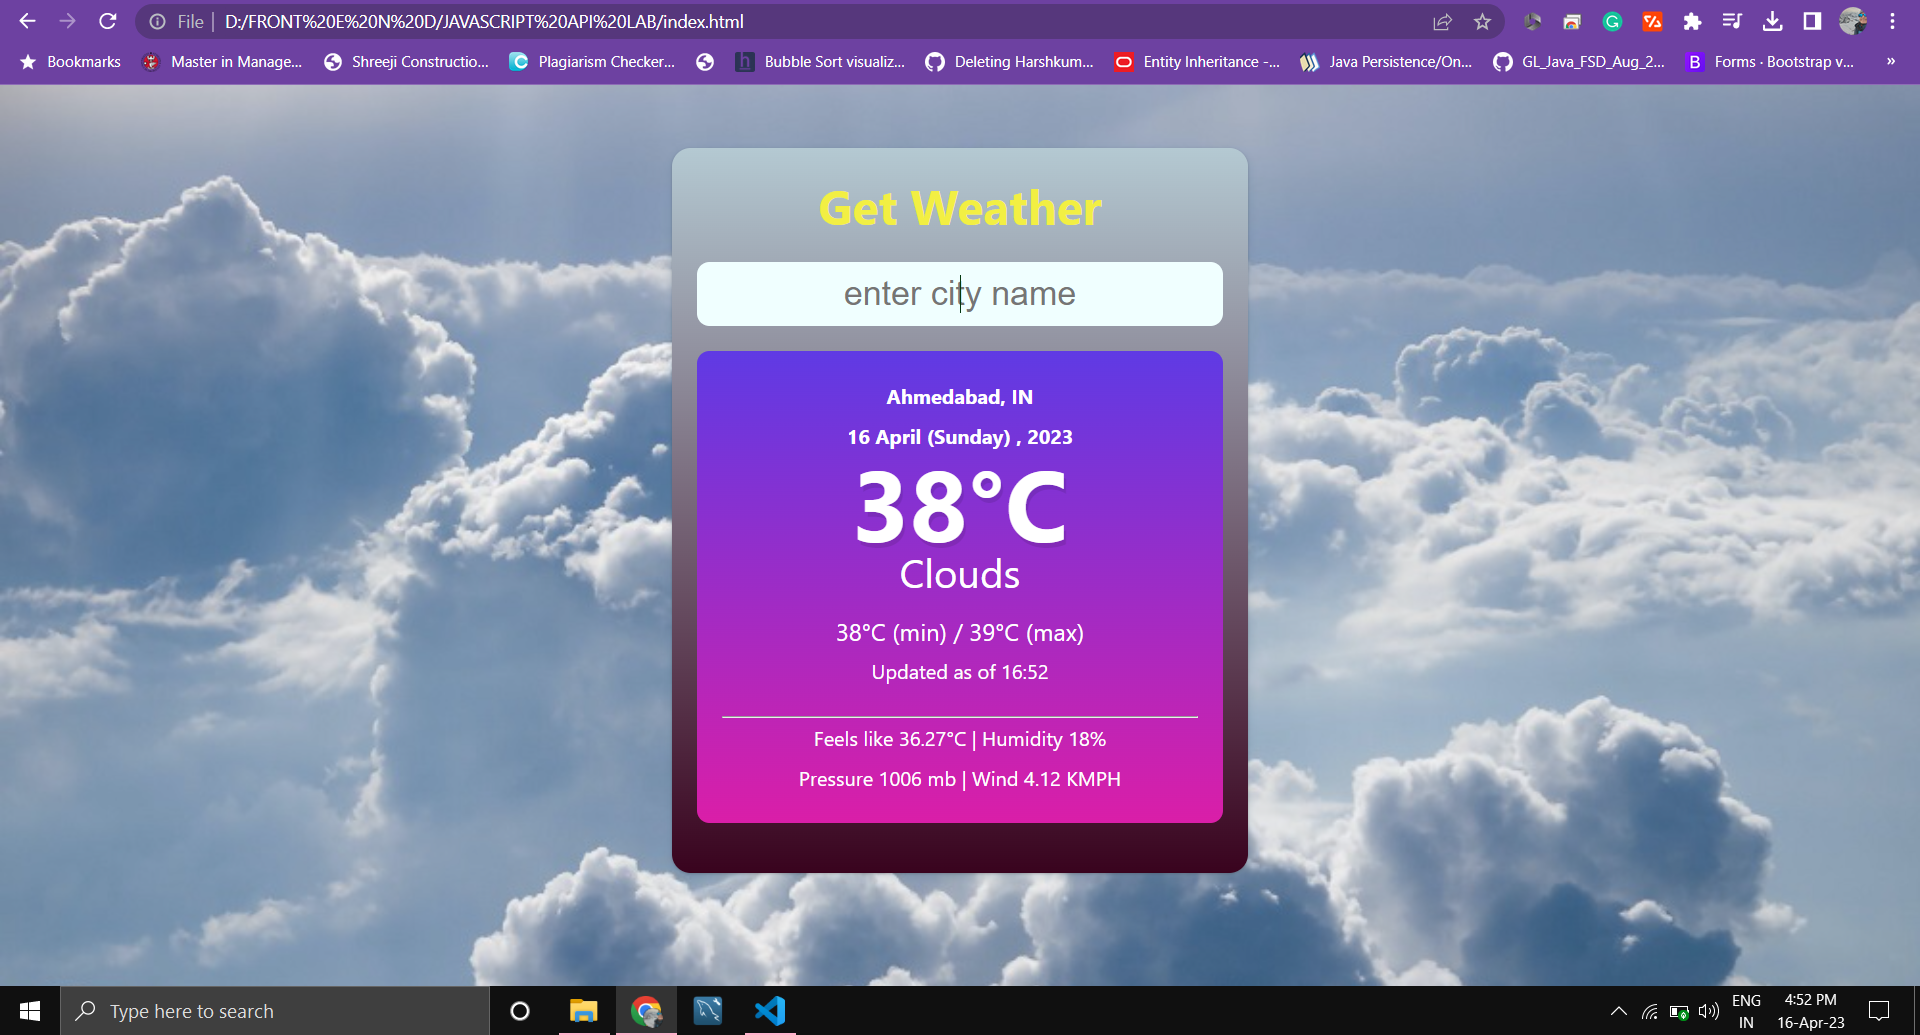 File | D:/FRONT%20E%20N%20D/JAVASCRIPT%20API%20LAB/index.html
Bookmarks Master in Manage... Shreeji Constructio... Plagiarism Checker... h Bubble Sort visualiz... Deleting Harshkum... Entity Inheritance -... Java Persistence/On... GL_Java_FSD_Aug_2... B Forms · Bootstrap v... »
Get Weather
enter city name
Ahmedabad, IN
16 April (Sunday) , 2023
38°C
Clouds
38°C (min) / 39°C (max)
Updated as of 16:52
Feels like 36.27°C | Humidity 18%
Pressure 1006 mb | Wind 4.12 KMPH
Type here to search
ENG
IN
4:52 PM
16-Apr-23